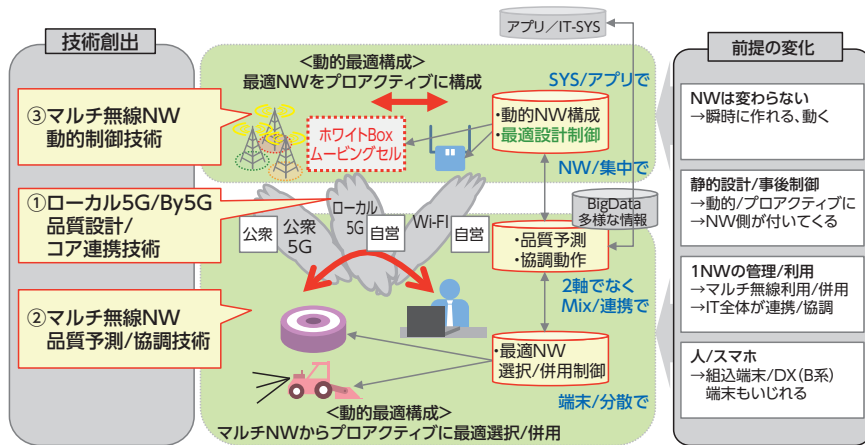 技術創出
③マルチ無線NW
動的制御技術
①ローカル5G/By5G
品質設計/
コア連携技術
②マルチ無線NW
品質予測/協調技術
アプリ/IT-SYS
<動的最適構成>
最適NWをプロアクティブに構成
SYS/アプリで
ホワイトBox
ムービングセル
・動的NW構成
・最適設計制御
NW/集中で
BigData
多様な情報
公衆
公衆
5G
ローカル
5G
自営
Wi-FI
自営
・品質予測
・協調動作
2軸でなく
Mix/連携で
・最適NW
選択/併用制御
端末/分散で
<動的最適構成>
マルチNWからプロアクティブに最適選択/併用
前提の変化
NWは変わらない
→瞬時に作れる、動く
静的設計/事後制御
→動的/プロアクティブに
→NW側が付いてくる
1NWの管理/利用
→マルチ無線利用/併用
→IT全体が連携/協調
人/スマホ
→組込端末/DX(B系)
端末もいじれる